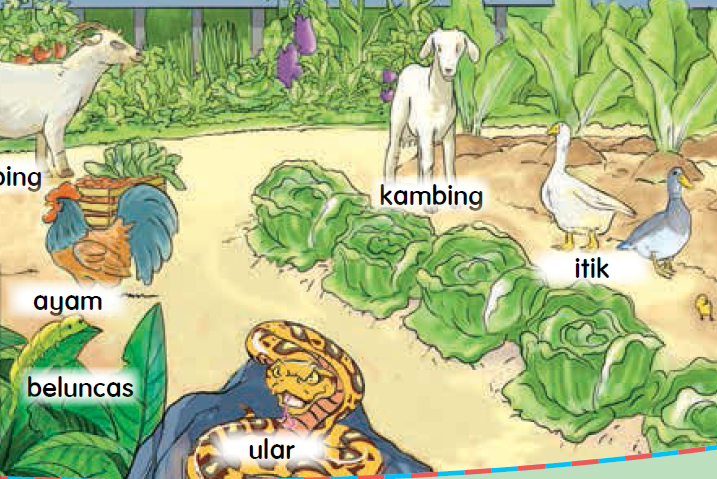 kambing
itik
ayam
beluncas
ular